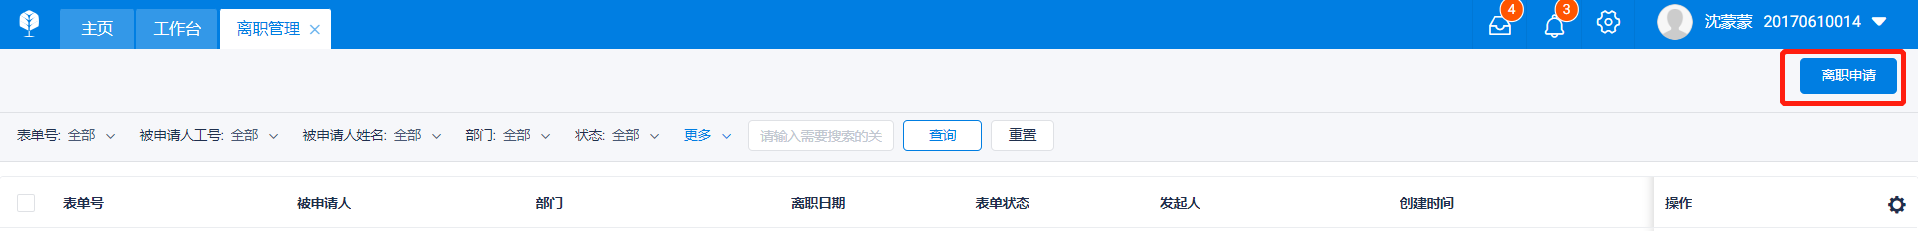 4 3
主页 工作台 离职管理 沈蒙蒙 20170610014
离职申请
表单号: 全部 被申请人工号: 全部 被申请人姓名: 全部 部门: 全部 状态: 全部 更多 请输入需要搜索的关 查询 重置
表单号 被申请人 部门 离职日期 表单状态 发起人 创建时间 操作